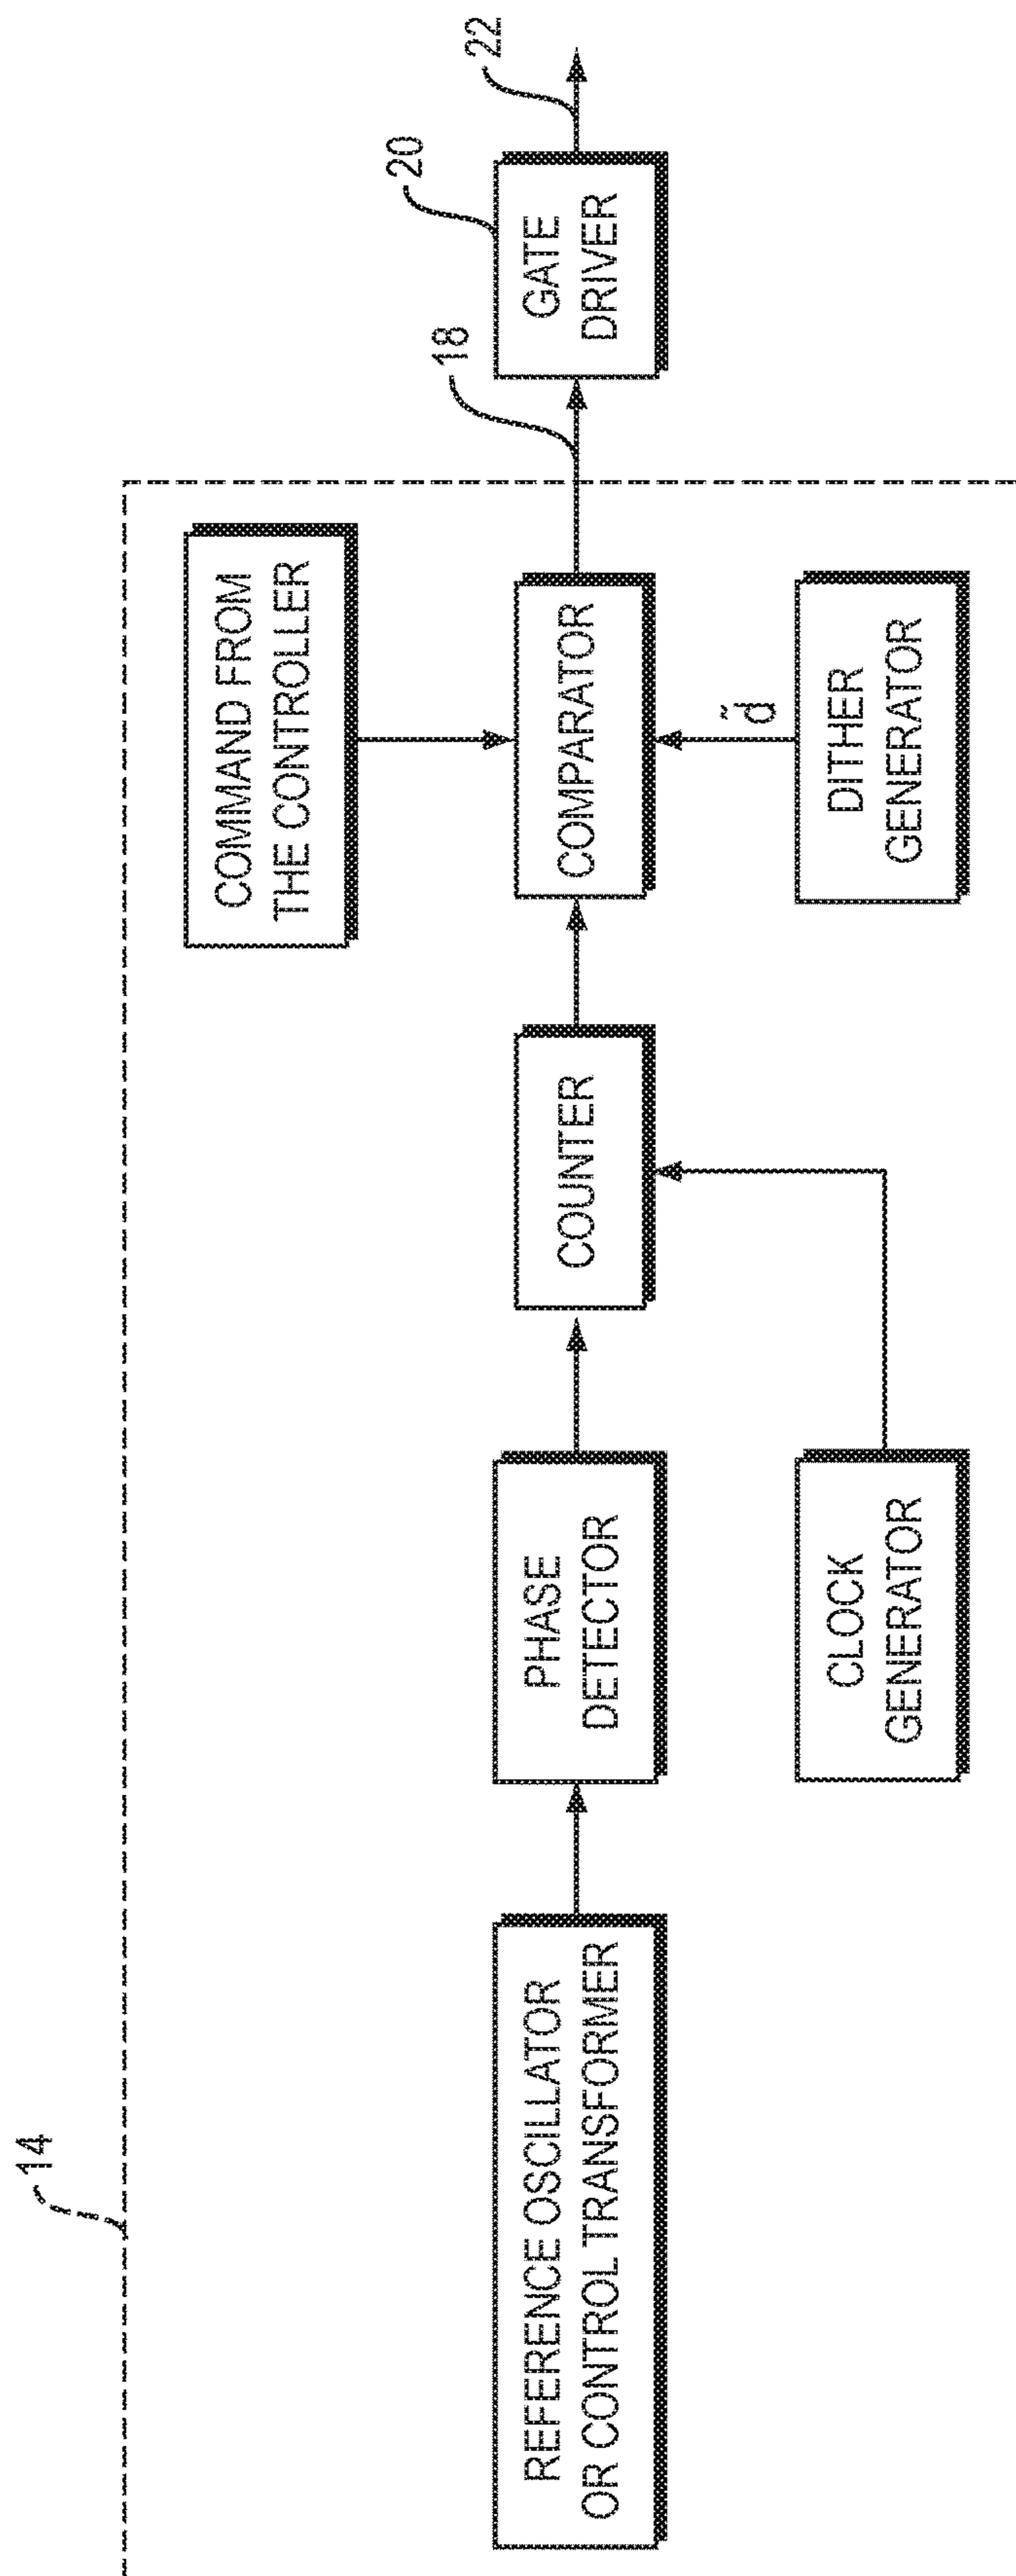 14
REFERENCE OSCILLATOR
OR CONTROL TRANSFORMER
PHASE
DETECTOR
CLOCK
GENERATOR
COUNTER
COMMAND FROM
THE CONTROLLER
COMPARATOR
d̃
DITHER
GENERATOR
18
GATE
DRIVER
20
22